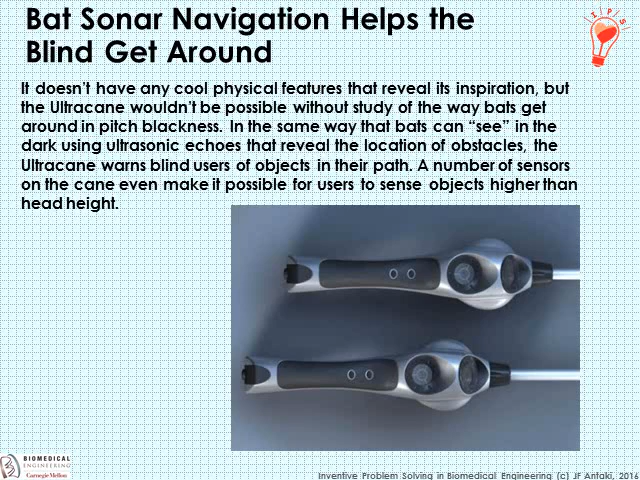 Bat Sonar Navigation Helps the
Blind Get Around
I P S
It doesn't have any cool physical features that reveal its inspiration, but
the Ultracane wouldn't be possible without study of the way bats get
around in pitch blackness. In the same way that bats can “see” in the
dark using ultrasonic echoes that reveal the location of obstacles, the
Ultracane warns blind users of objects in their path. A number of sensors
on the cane even make it possible for users to sense objects higher than
head height.
BIOMEDICAL
ENGINEERING
Carnegie Mellon
Inventive Problem Solving in Biomedical Engineering (c) JF Antaki, 2016